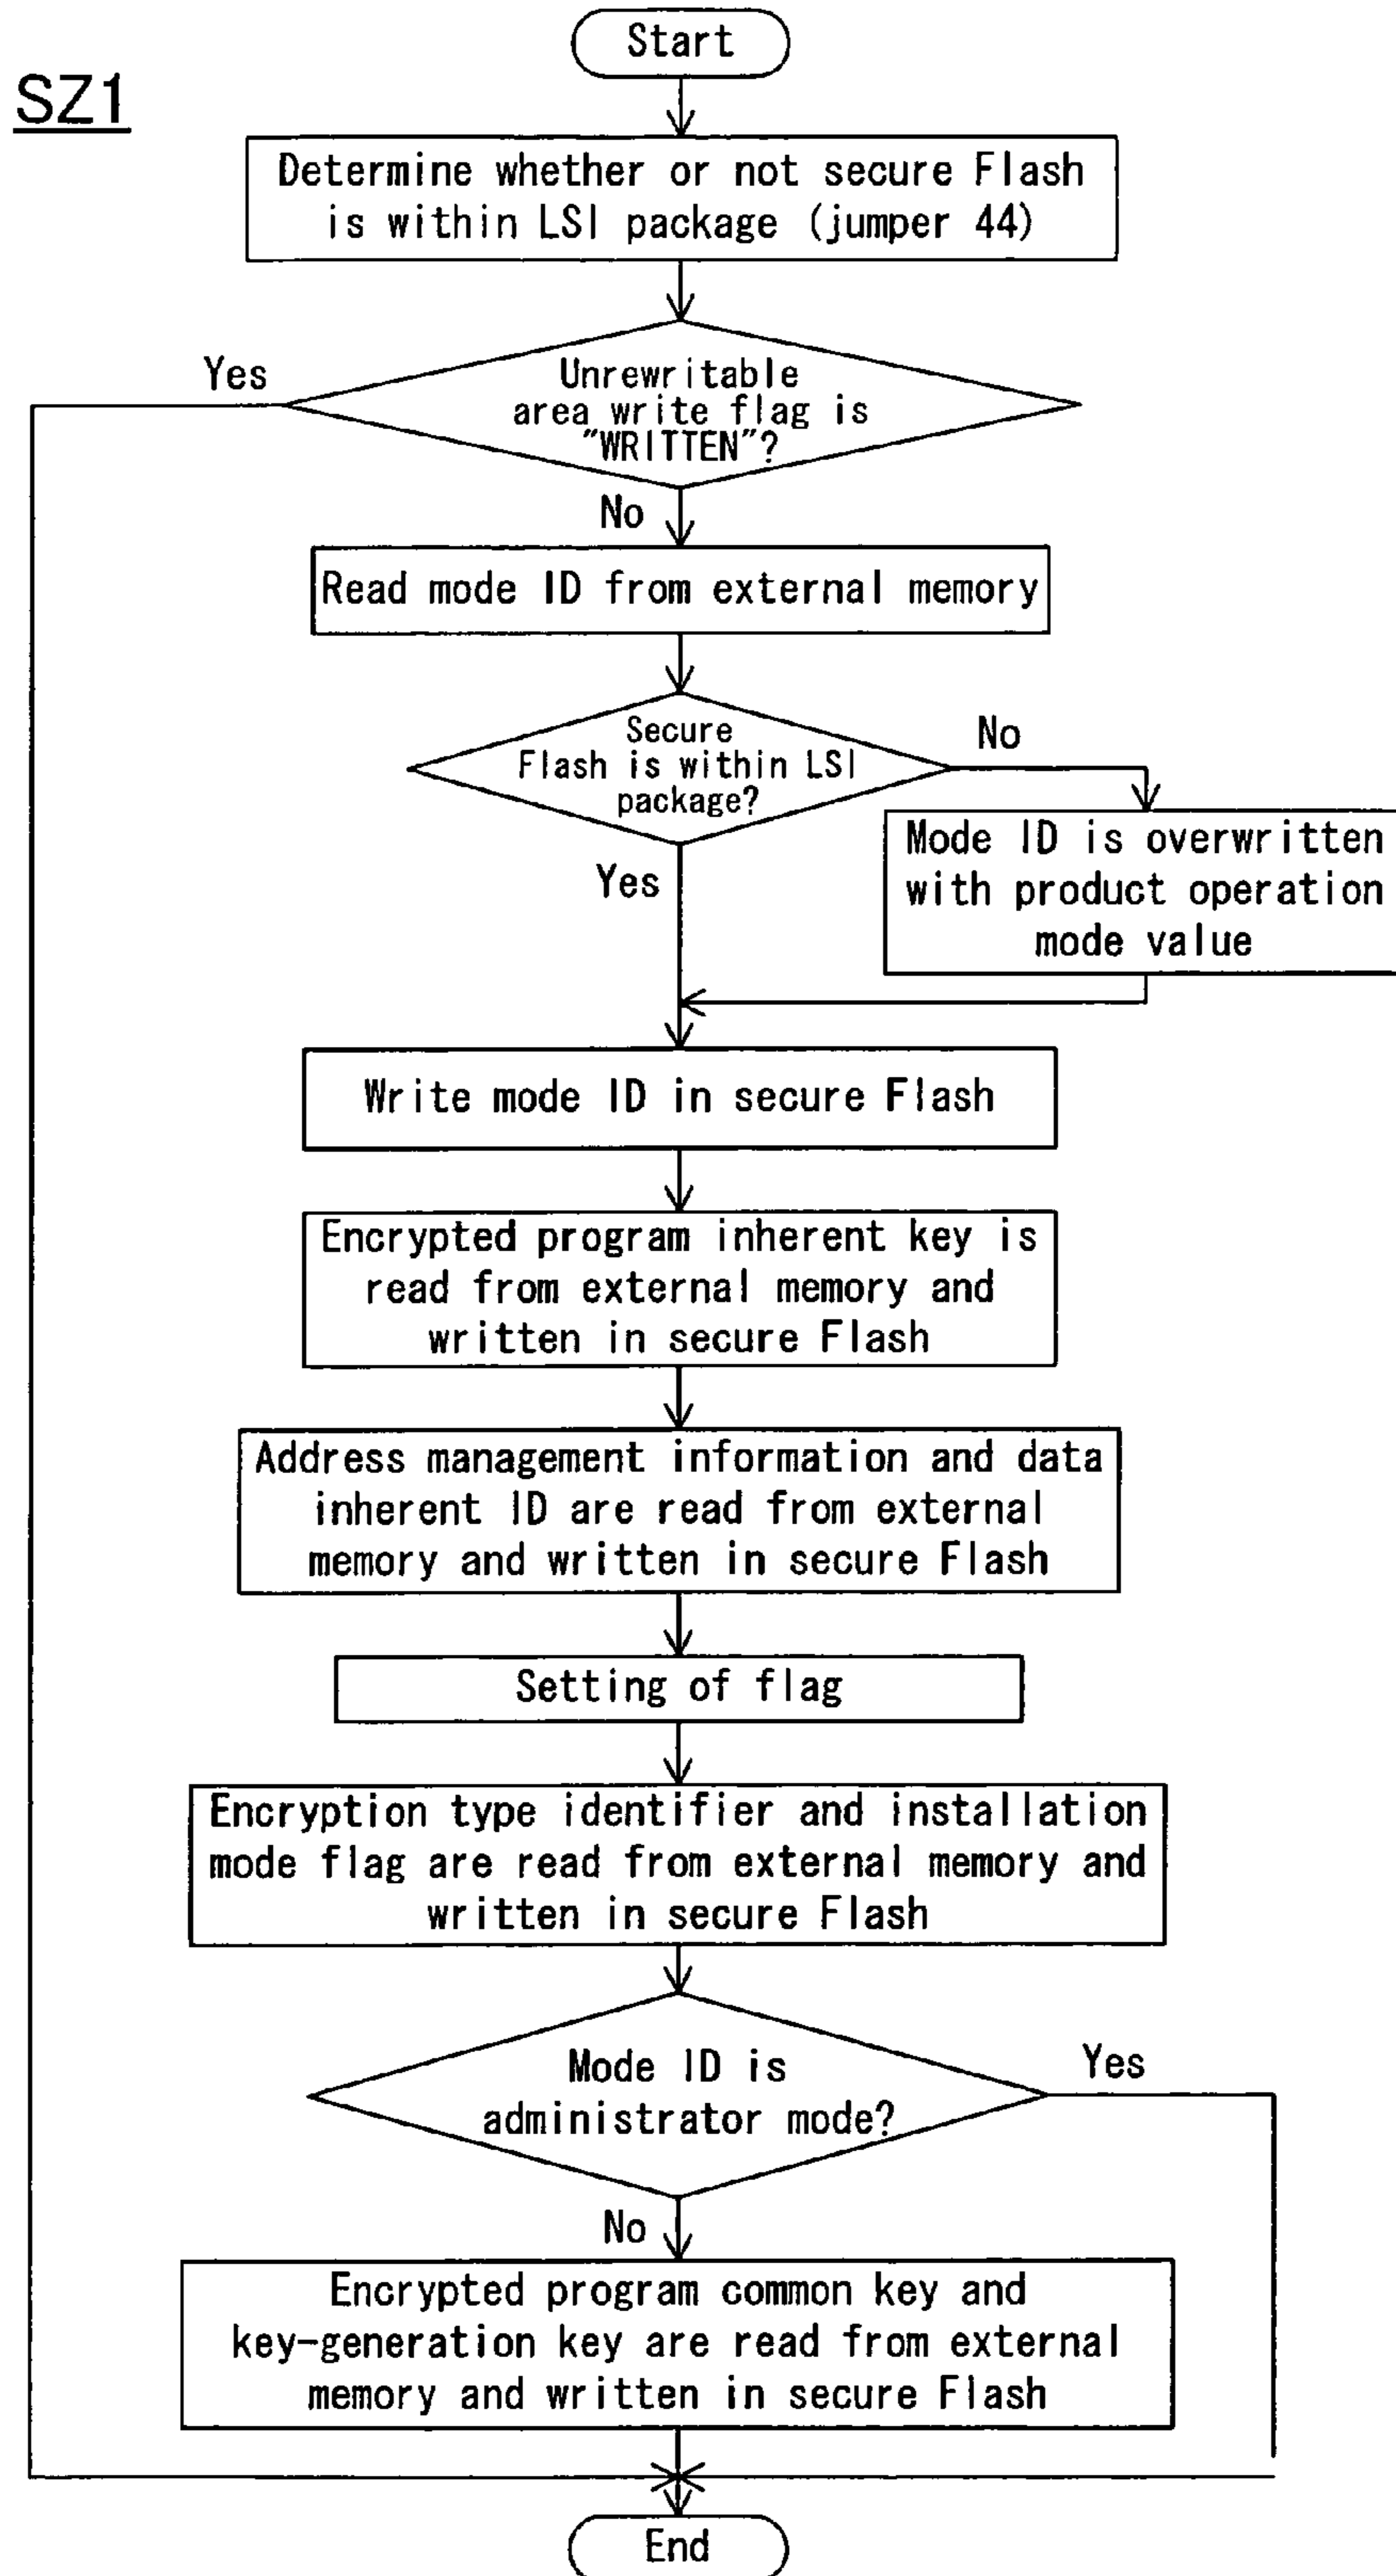 SZ1
Start
Determine whether or not secure Flash
is within LSI package (jumper 44)
Yes
Unrewritable
area write flag is
"WRITTEN"?
No
Read mode ID from external memory
Secure
Flash is within LSI
package?
No
Yes
Mode ID is overwritten
with product operation
mode value
Write mode ID in secure Flash
Encrypted program inherent key is
read from external memory and
written in secure Flash
Address management information and data
inherent ID are read from external
memory and written in secure Flash
Setting of flag
Encryption type identifier and installation
mode flag are read from external memory and
written in secure Flash
Mode ID is
administrator mode?
Yes
No
Encrypted program common key and
key-generation key are read from external
memory and written in secure Flash
End